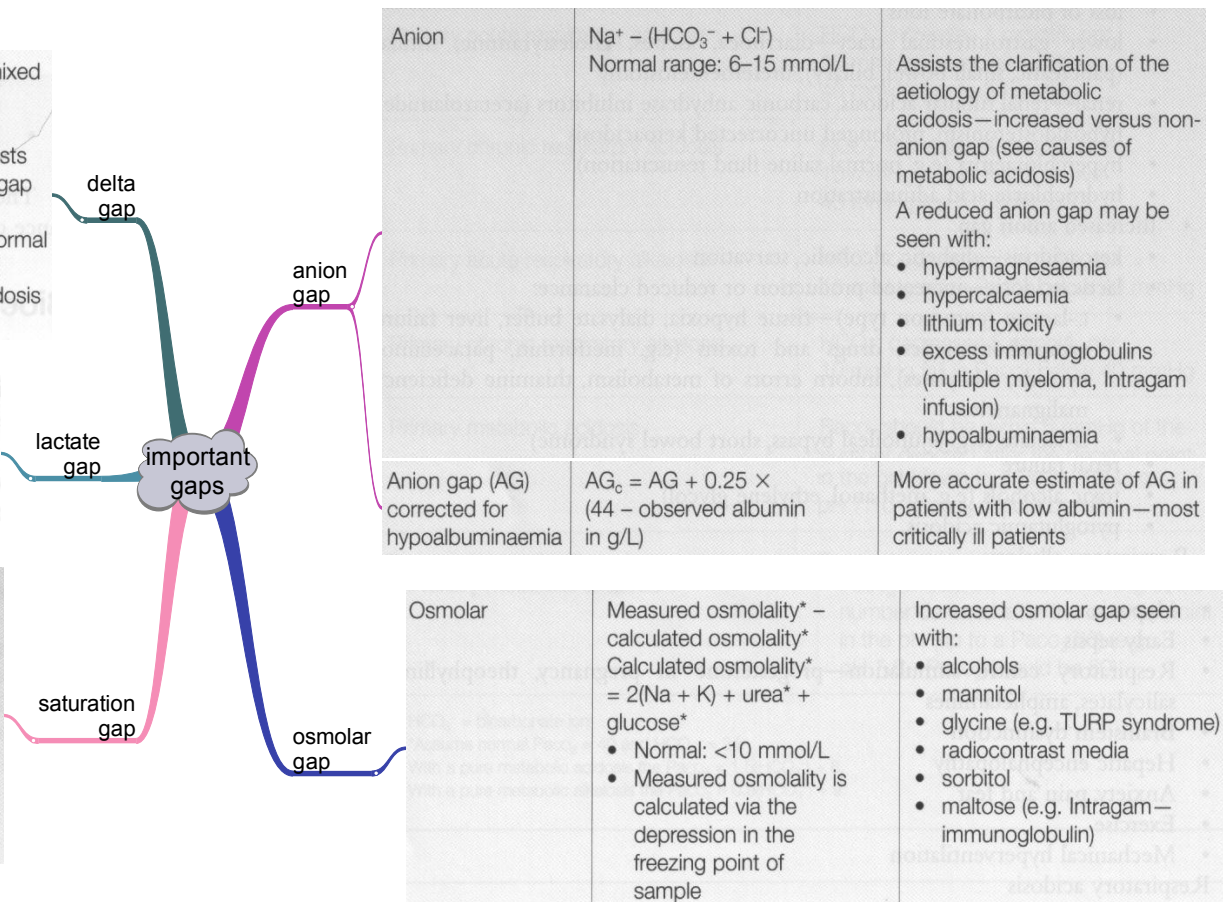 ixed
sts
gap
ormal
dosis
delta
gap
lactate
gap
saturation
gap
important
gaps
anion
gap
osmolar
gap
Anion
Na⁺ – (HCO₃⁻ + Cl⁻)
Normal range: 6–15 mmol/L
Assists the clarification of the
aetiology of metabolic
acidosis—increased versus non-
anion gap (see causes of
metabolic acidosis)
A reduced anion gap may be
seen with:
• hypermagnesaemia
• hypercalcaemia
• lithium toxicity
• excess immunoglobulins
(multiple myeloma, Intragam
infusion)
• hypoalbuminaemia
Anion gap (AG)
corrected for
hypoalbuminaemia
AG꜀ = AG + 0.25 ×
(44 – observed albumin
in g/L)
More accurate estimate of AG in
patients with low albumin—most
critically ill patients
Osmolar
Measured osmolality* –
calculated osmolality*
Calculated osmolality*
= 2(Na + K) + urea* +
glucose*
• Normal: <10 mmol/L
• Measured osmolality is
calculated via the
depression in the
freezing point of
sample
Increased osmolar gap seen
with:
• alcohols
• mannitol
• glycine (e.g. TURP syndrome)
• radiocontrast media
• sorbitol
• maltose (e.g. Intragam—
immunoglobulin)